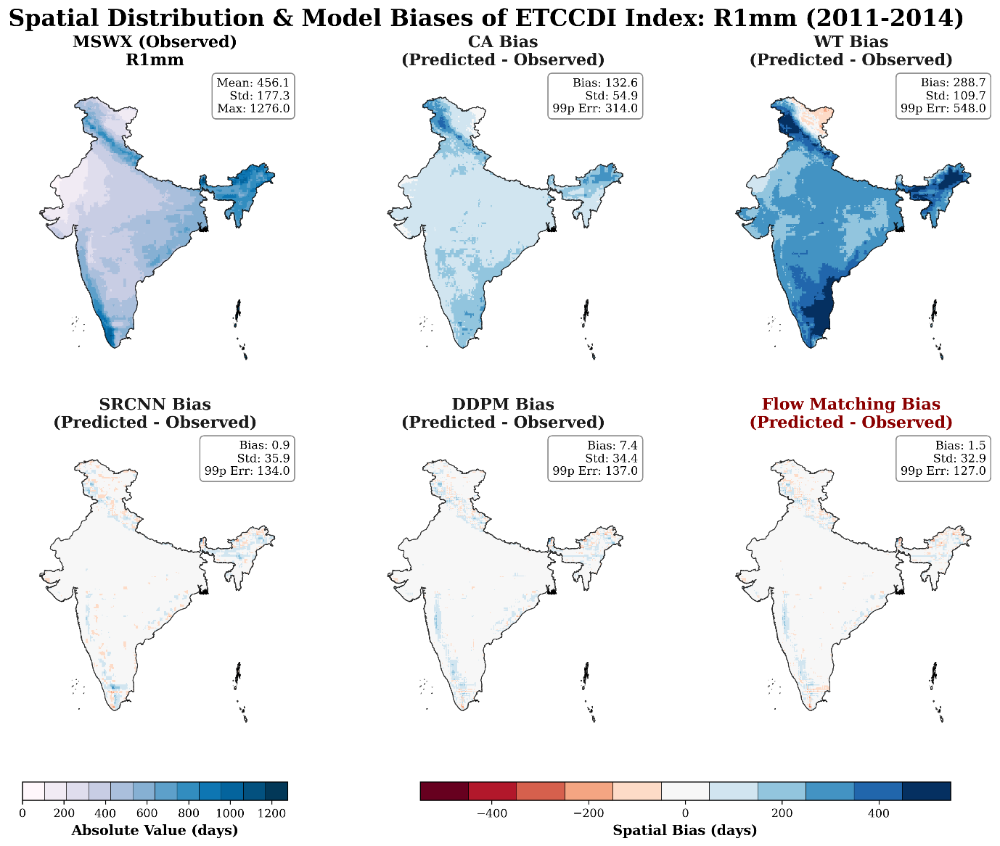 Spatial Distribution & Model Biases of ETCCDI Index: R1mm (2011-2014)
MSWX (Observed)
R1mm
Mean: 456.1
Std: 177.3
Max: 1276.0
CA Bias
(Predicted - Observed)
Bias: 132.6
Std: 54.9
99p Err: 314.0
WT Bias
(Predicted - Observed)
Bias: 288.7
Std: 109.7
99p Err: 548.0
SRCNN Bias
(Predicted - Observed)
Bias: 0.9
Std: 35.9
99p Err: 134.0
DDPM Bias
(Predicted - Observed)
Bias: 7.4
Std: 34.4
99p Err: 137.0
Flow Matching Bias
(Predicted - Observed)
Bias: 1.5
Std: 32.9
99p Err: 127.0
0 200 400 600 800 1000 1200
Absolute Value (days)
−400 −200 0 200 400
Spatial Bias (days)